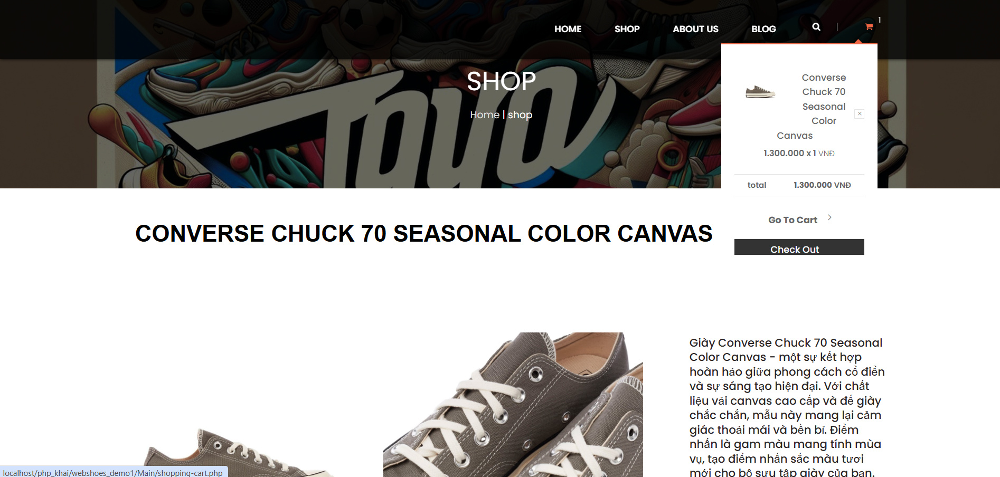 HOME SHOP ABOUT US BLOG 1
SHOP
Home | shop
Toyo
Converse
Chuck 70
Seasonal
Color
Canvas
1.300.000 x 1 VNĐ
total 1.300.000 VNĐ
Go To Cart
Check Out
CONVERSE CHUCK 70 SEASONAL COLOR CANVAS
Giày Converse Chuck 70 Seasonal
Color Canvas - một sự kết hợp
hoàn hảo giữa phong cách cổ điển
và sự sáng tạo hiện đại. Với chất
liệu vải canvas cao cấp và đế giày
chắc chắn, mẫu này mang lại cảm
giác thoải mái và bền bỉ. Điểm
nhấn là gam màu mang tính mùa
vụ, tạo điểm nhấn sắc màu tươi
mới cho bộ sưu tập giày của bạn.
localhost/php_khai/webshoes_demo1/Main/shopping-cart.php